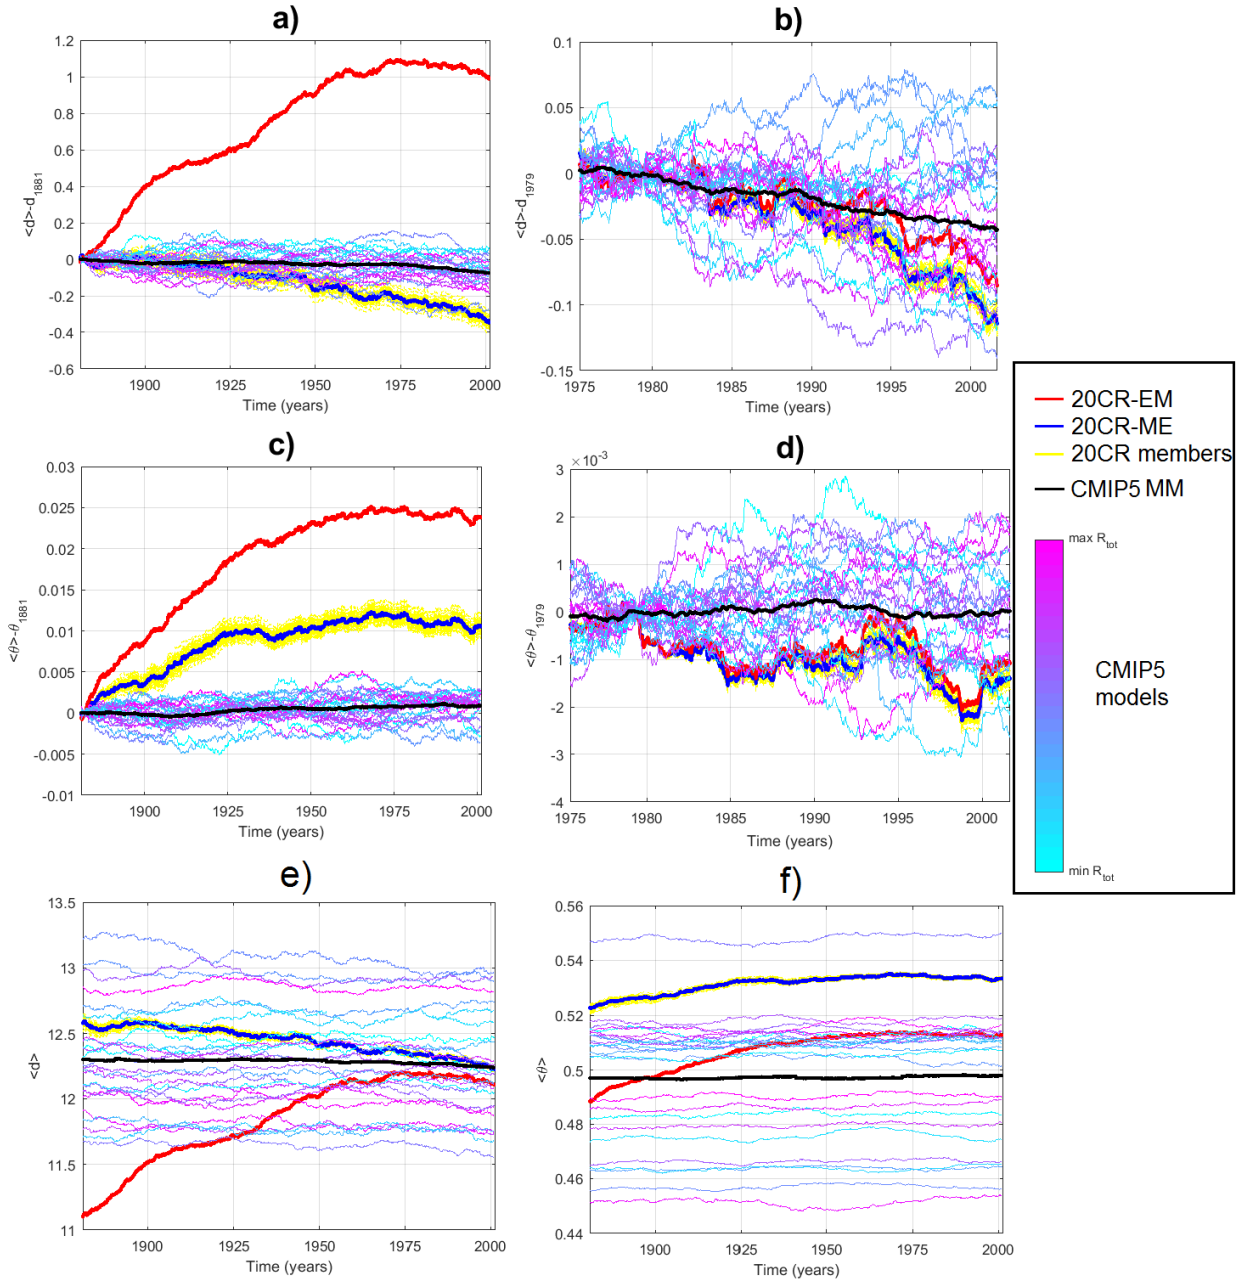 a)
1.2
1
0.8
0.6
0.4
0.2
0
-0.2
-0.4
-0.6
<d>-d1881
1900 1925 1950 1975 2000
Time (years)
b)
0.1
0.05
0
-0.05
-0.1
-0.15
<d>-d1979
1975 1980 1985 1990 1995 2000
Time (years)
c)
0.03
0.025
0.02
0.015
0.01
0.005
0
-0.005
-0.01
<θ>-θ1881
1900 1925 1950 1975 2000
Time (years)
d)
× 10-3
3
2
1
0
-1
-2
-3
-4
<θ>-θ1979
1975 1980 1985 1990 1995 2000
Time (years)
20CR-EM
20CR-ME
20CR members
CMIP5 MM
max Rtot
CMIP5
models
min Rtot
e)
13.5
13
12.5
12
11.5
11
<d>
1900 1925 1950 1975 2000
Time (years)
f)
0.56
0.54
0.52
0.5
0.48
0.46
0.44
<θ>
1900 1925 1950 1975 2000
Time (years)